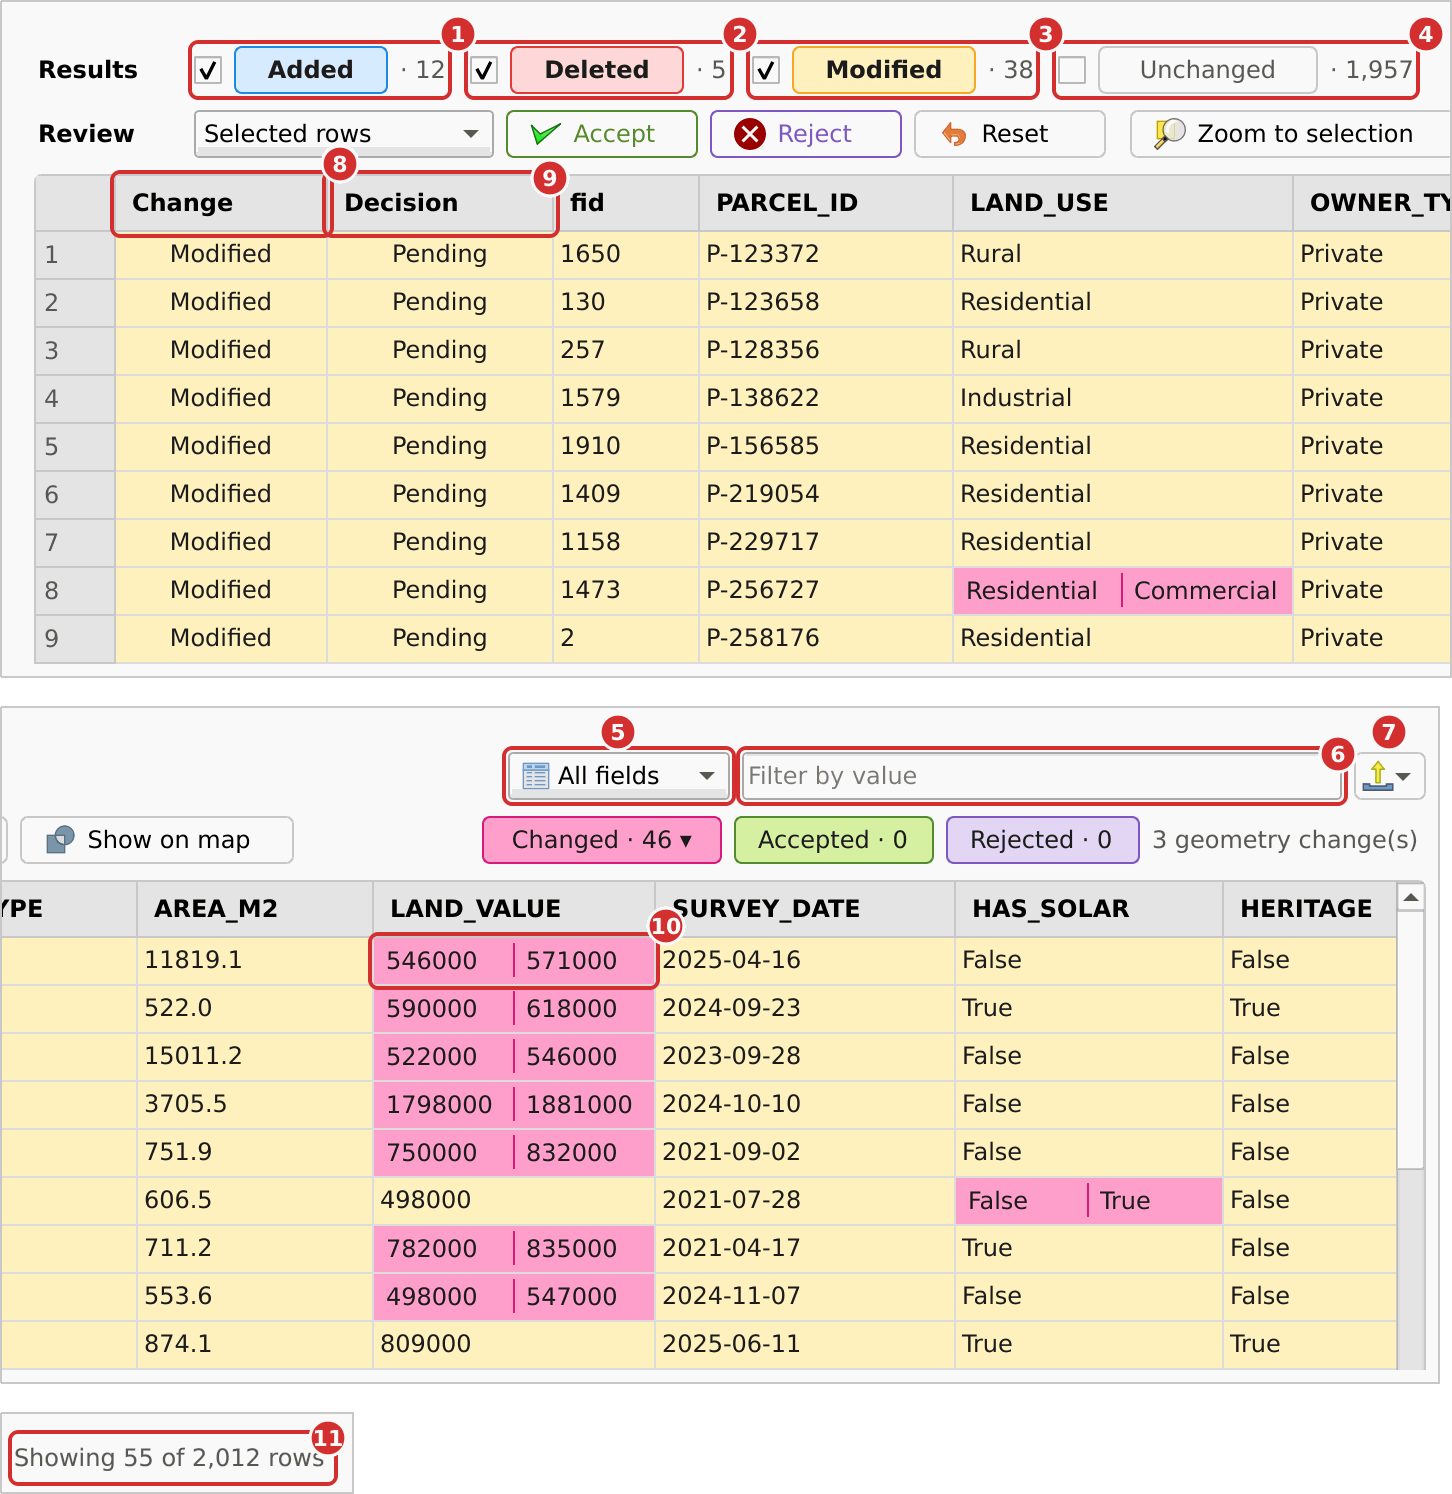 1 2 3 4
Results Added · 12 Deleted · 5 Modified · 38 Unchanged · 1,957
Review Selected rows Accept Reject Reset Zoom to selection
8 9
Change Decision fid PARCEL_ID LAND_USE OWNER_TY
1 Modified Pending 1650 P-123372 Rural Private
2 Modified Pending 130 P-123658 Residential Private
3 Modified Pending 257 P-128356 Rural Private
4 Modified Pending 1579 P-138622 Industrial Private
5 Modified Pending 1910 P-156585 Residential Private
6 Modified Pending 1409 P-219054 Residential Private
7 Modified Pending 1158 P-229717 Residential Private
8 Modified Pending 1473 P-256727 Residential Commercial Private
9 Modified Pending 2 P-258176 Residential Private
5 6 7
All fields Filter by value
Show on map Changed · 46 ▾ Accepted · 0 Rejected · 0 3 geometry change(s)
YPE AREA_M2 LAND_VALUE SURVEY_DATE HAS_SOLAR HERITAGE
10
11819.1 546000 571000 2025-04-16 False False
522.0 590000 618000 2024-09-23 True True
15011.2 522000 546000 2023-09-28 False False
3705.5 1798000 1881000 2024-10-10 False False
751.9 750000 832000 2021-09-02 False False
606.5 498000 2021-07-28 False True False
711.2 782000 835000 2021-04-17 True False
553.6 498000 547000 2024-11-07 False False
874.1 809000 2025-06-11 True True
11
Showing 55 of 2,012 rows